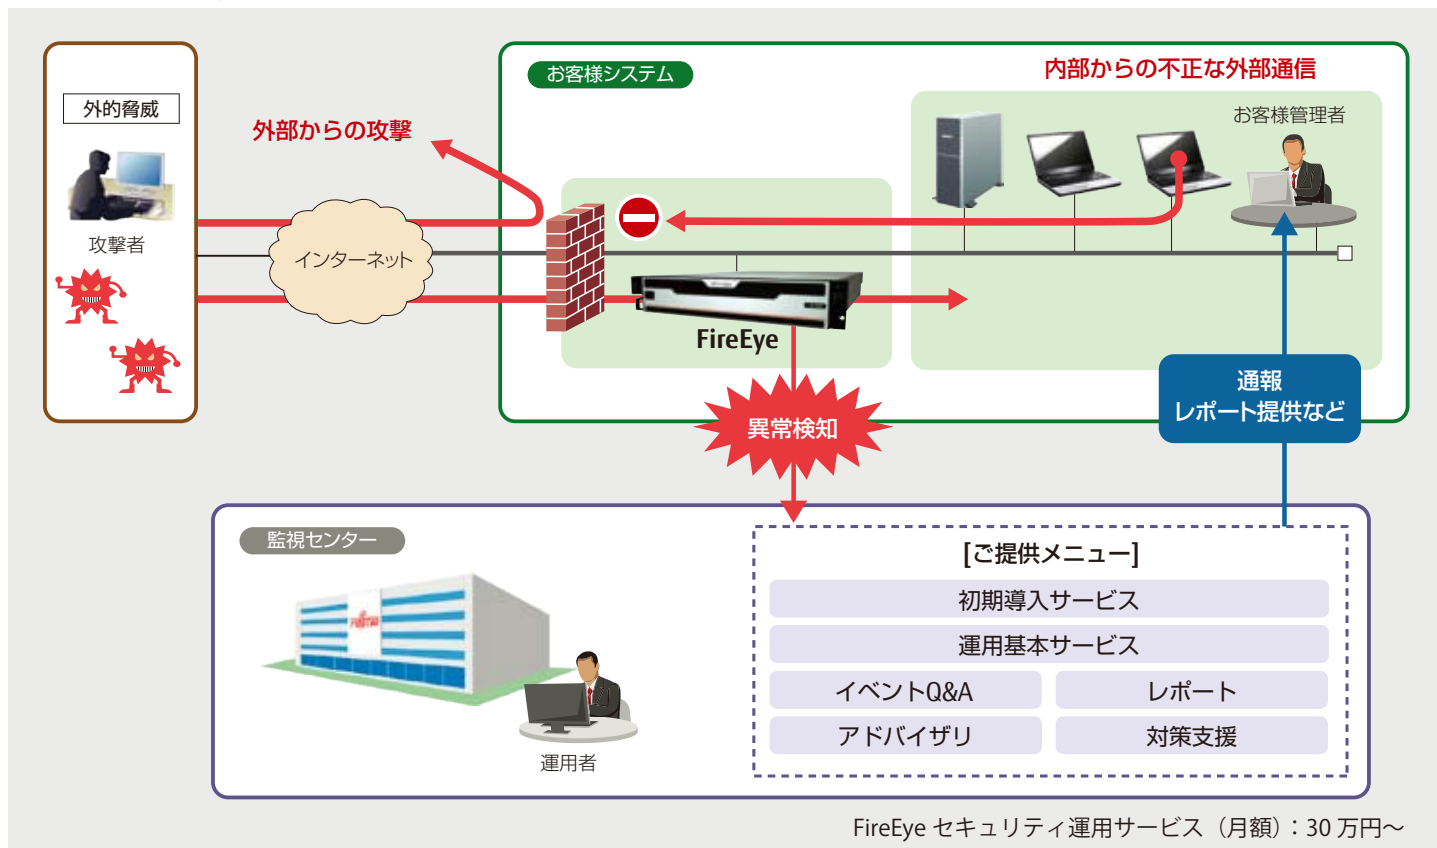 お客様システム
内部からの不正な外部通信
外的脅威
外部からの攻撃
お客様管理者
攻撃者
インターネット
FireEye
通報
レポート提供など
異常検知
監視センター
[ご提供メニュー]
初期導入サービス
運用基本サービス
イベントQ&A
レポート
アドバイザリ
対策支援
FUJITSU
運用者
FireEye セキュリティ運用サービス（月額）：30 万円～